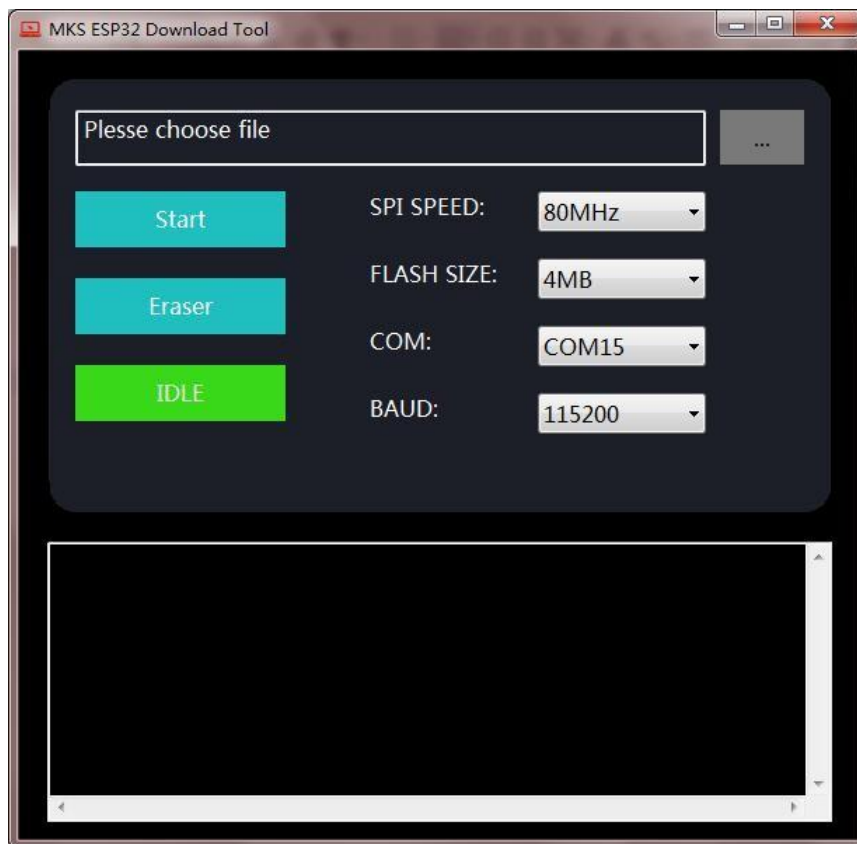 MKS ESP32 Download Tool
Plesse choose file
...
Start
SPI SPEED:
80MHz
Eraser
FLASH SIZE:
4MB
COM:
COM15
IDLE
BAUD:
115200